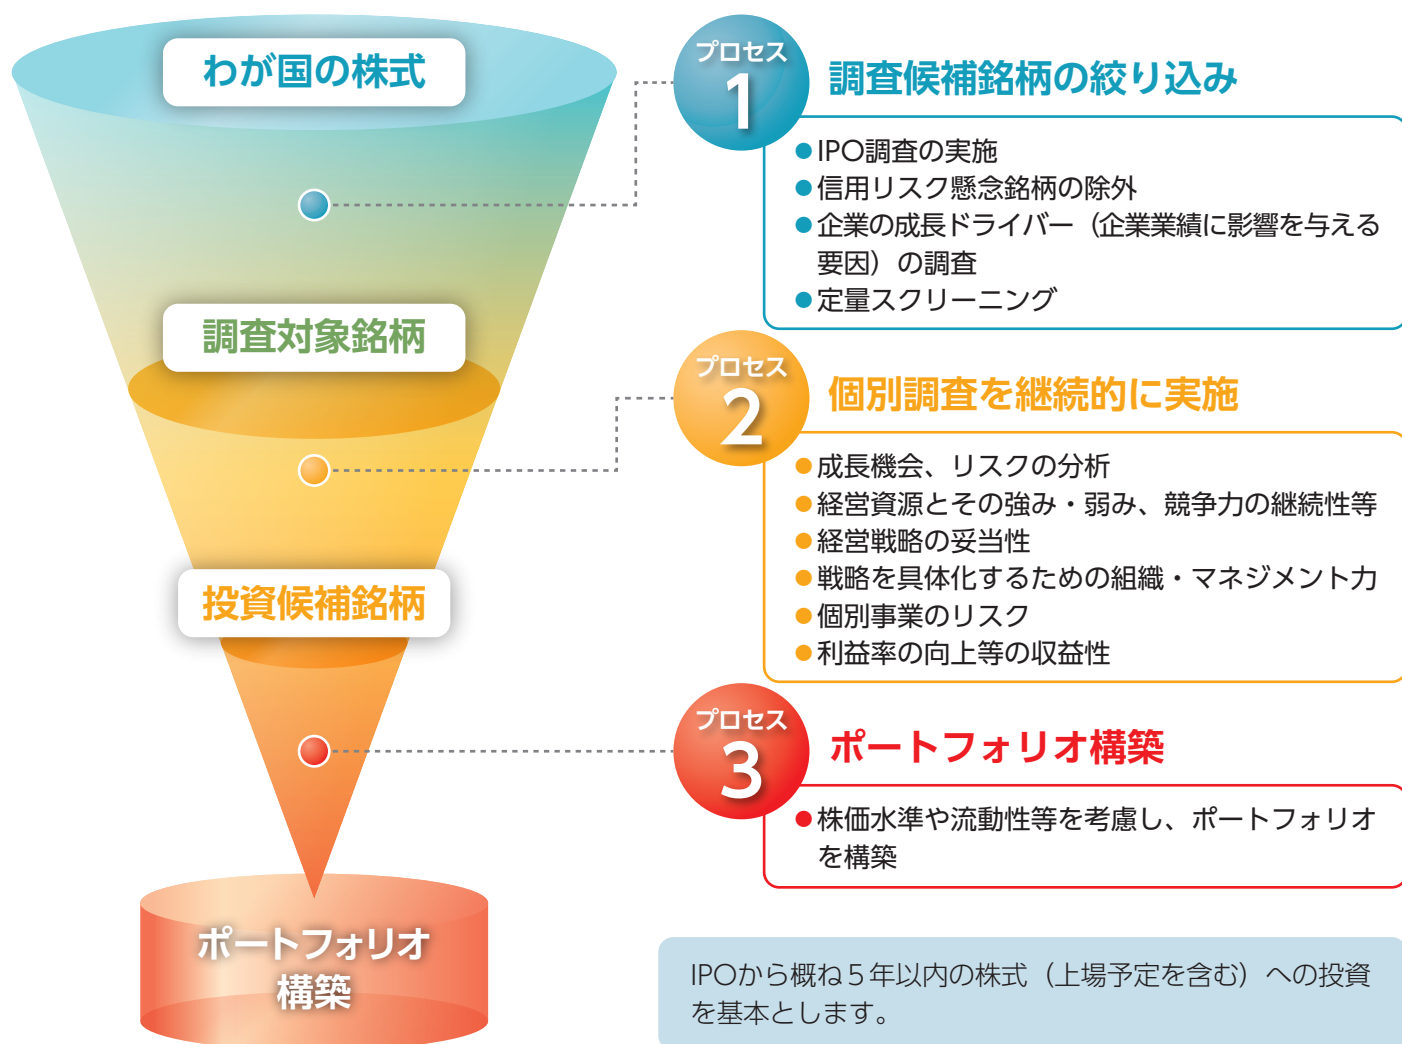 わが国の株式
調査対象銘柄
投資候補銘柄
ポートフォリオ
構築
プロセス
1
調査候補銘柄の絞り込み
●IPO調査の実施
●信用リスク懸念銘柄の除外
●企業の成長ドライバー（企業業績に影響を与える
要因）の調査
●定量スクリーニング
プロセス
2
個別調査を継続的に実施
●成長機会、リスクの分析
●経営資源とその強み・弱み、競争力の継続性等
●経営戦略の妥当性
●戦略を具体化するための組織・マネジメント力
●個別事業のリスク
●利益率の向上等の収益性
プロセス
3
ポートフォリオ構築
●株価水準や流動性等を考慮し、ポートフォリオ
を構築
IPOから概ね５年以内の株式（上場予定を含む）への投資
を基本とします。